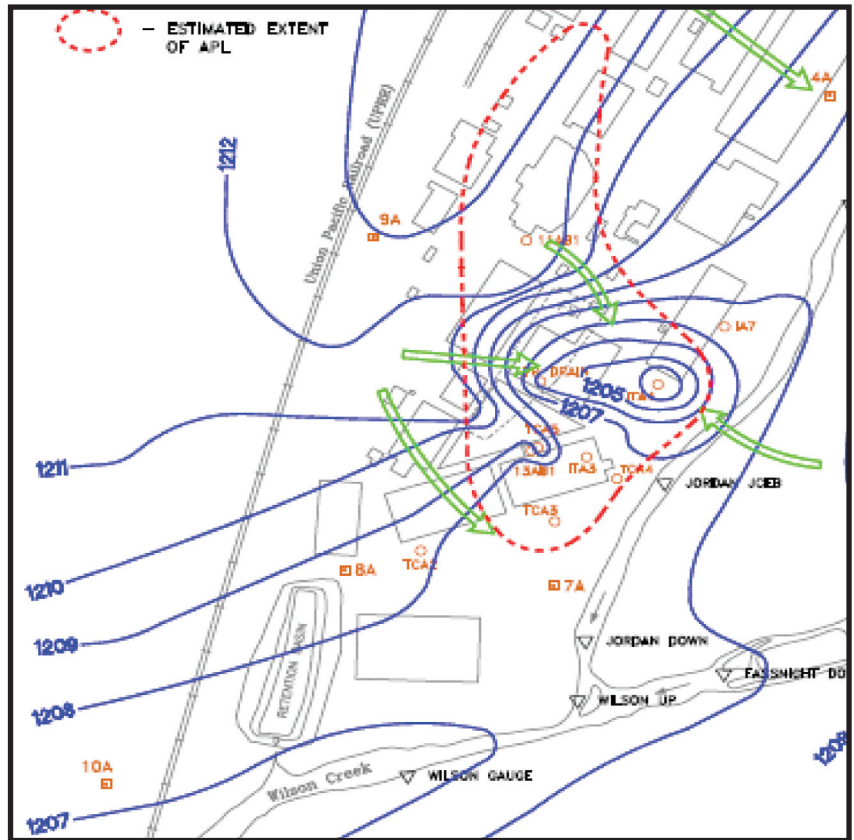 — ESTIMATED EXTENT
OF APL
4A
1212
Union Pacific Railroad (UPRR)
9A
IA7
1205
1207
1211
ITA3
TCA4
JORDAN JCEB
TCA3
TCA2
8A
7A
1210
1209
RETENTION BASIN
JORDAN DOWN
FASSNIGHT DO
WILSON UP
1208
1208
10A
Wilson Creek
WILSON GAUGE
1207